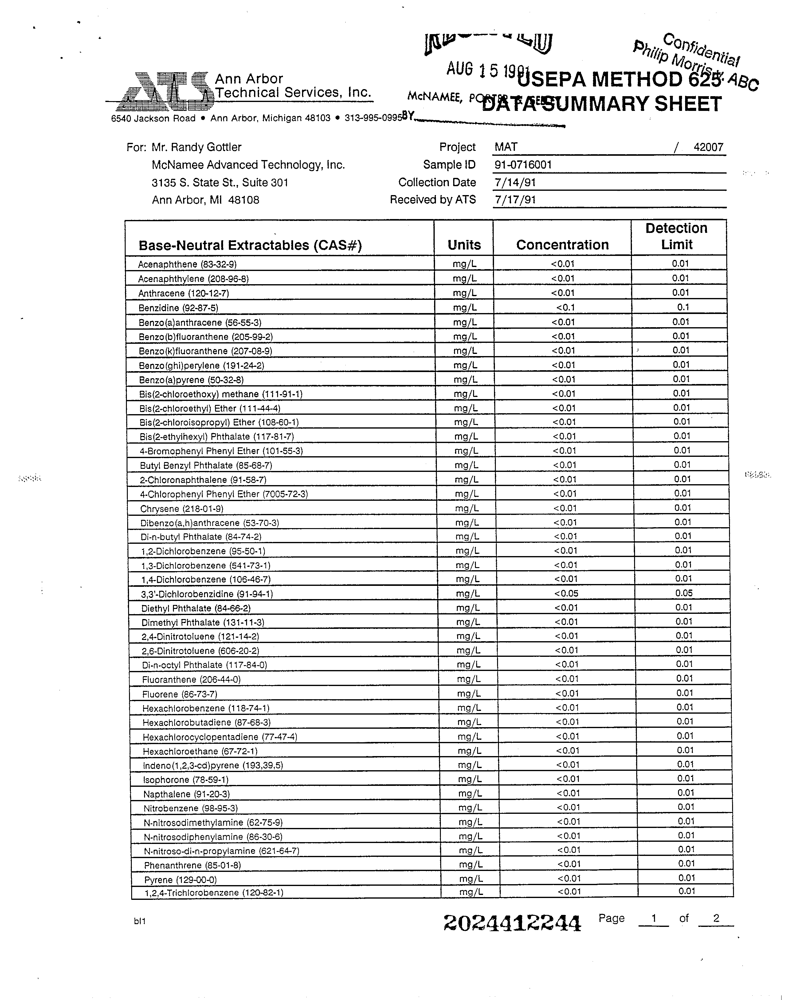 AUG 15 1991
Confidential
Philip Morris v. ABC
ATS
Ann Arbor
Technical Services, Inc.
USEPA METHOD 625
DATA SUMMARY SHEET
McNAMEE,
BY
6540 Jackson Road • Ann Arbor, Michigan 48103 • 313-995-0995
For: Mr. Randy Gottler
McNamee Advanced Technology, Inc.
3135 S. State St., Suite 301
Ann Arbor, MI 48108
Project MAT / 42007
Sample ID 91-0716001
Collection Date 7/14/91
Received by ATS 7/17/91
Base-Neutral Extractables (CAS#) Units Concentration Detection Limit
Acenaphthene (83-32-9) mg/L <0.01 0.01
Acenaphthylene (208-96-8) mg/L <0.01 0.01
Anthracene (120-12-7) mg/L <0.01 0.01
Benzidine (92-87-5) mg/L <0.1 0.1
Benzo(a)anthracene (56-55-3) mg/L <0.01 0.01
Benzo(b)fluoranthene (205-99-2) mg/L <0.01 0.01
Benzo(k)fluoranthene (207-08-9) mg/L <0.01 0.01
Benzo(ghi)perylene (191-24-2) mg/L <0.01 0.01
Benzo(a)pyrene (50-32-8) mg/L <0.01 0.01
Bis(2-chloroethoxy) methane (111-91-1) mg/L <0.01 0.01
Bis(2-chloroethyl) Ether (111-44-4) mg/L <0.01 0.01
Bis(2-chloroisopropyl) Ether (108-60-1) mg/L <0.01 0.01
Bis(2-ethylhexyl) Phthalate (117-81-7) mg/L <0.01 0.01
4-Bromophenyl Phenyl Ether (101-55-3) mg/L <0.01 0.01
Butyl Benzyl Phthalate (85-68-7) mg/L <0.01 0.01
2-Chloronaphthalene (91-58-7) mg/L <0.01 0.01
4-Chlorophenyl Phenyl Ether (7005-72-3) mg/L <0.01 0.01
Chrysene (218-01-9) mg/L <0.01 0.01
Dibenzo(a,h)anthracene (53-70-3) mg/L <0.01 0.01
Di-n-butyl Phthalate (84-74-2) mg/L <0.01 0.01
1,2-Dichlorobenzene (95-50-1) mg/L <0.01 0.01
1,3-Dichlorobenzene (541-73-1) mg/L <0.01 0.01
1,4-Dichlorobenzene (106-46-7) mg/L <0.01 0.01
3,3'-Dichlorobenzidine (91-94-1) mg/L <0.05 0.05
Diethyl Phthalate (84-66-2) mg/L <0.01 0.01
Dimethyl Phthalate (131-11-3) mg/L <0.01 0.01
2,4-Dinitrotoluene (121-14-2) mg/L <0.01 0.01
2,6-Dinitrotoluene (606-20-2) mg/L <0.01 0.01
Di-n-octyl Phthalate (117-84-0) mg/L <0.01 0.01
Fluoranthene (206-44-0) mg/L <0.01 0.01
Fluorene (86-73-7) mg/L <0.01 0.01
Hexachlorobenzene (118-74-1) mg/L <0.01 0.01
Hexachlorobutadiene (87-68-3) mg/L <0.01 0.01
Hexachlorocyclopentadiene (77-47-4) mg/L <0.01 0.01
Hexachloroethane (67-72-1) mg/L <0.01 0.01
Indeno(1,2,3-cd)pyrene (193,39,5) mg/L <0.01 0.01
Isophorone (78-59-1) mg/L <0.01 0.01
Napthalene (91-20-3) mg/L <0.01 0.01
Nitrobenzene (98-95-3) mg/L <0.01 0.01
N-nitrosodimethylamine (62-75-9) mg/L <0.01 0.01
N-nitrosodiphenylamine (86-30-6) mg/L <0.01 0.01
N-nitroso-di-n-propylamine (621-64-7) mg/L <0.01 0.01
Phenanthrene (85-01-8) mg/L <0.01 0.01
Pyrene (129-00-0) mg/L <0.01 0.01
1,2,4-Trichlorobenzene (120-82-1) mg/L <0.01 0.01
bl1
2024412244
Page 1 of 2